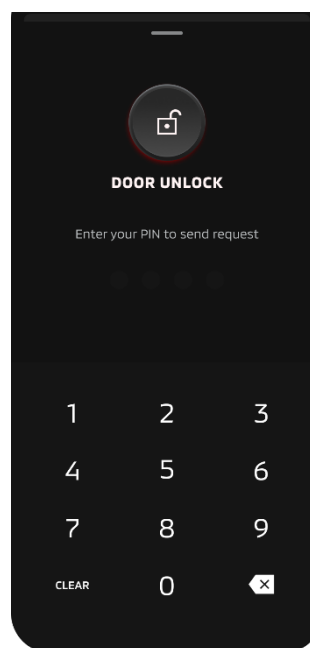 DOOR UNLOCK
Enter your PIN to send request
1 2 3
4 5 6
7 8 9
CLEAR 0